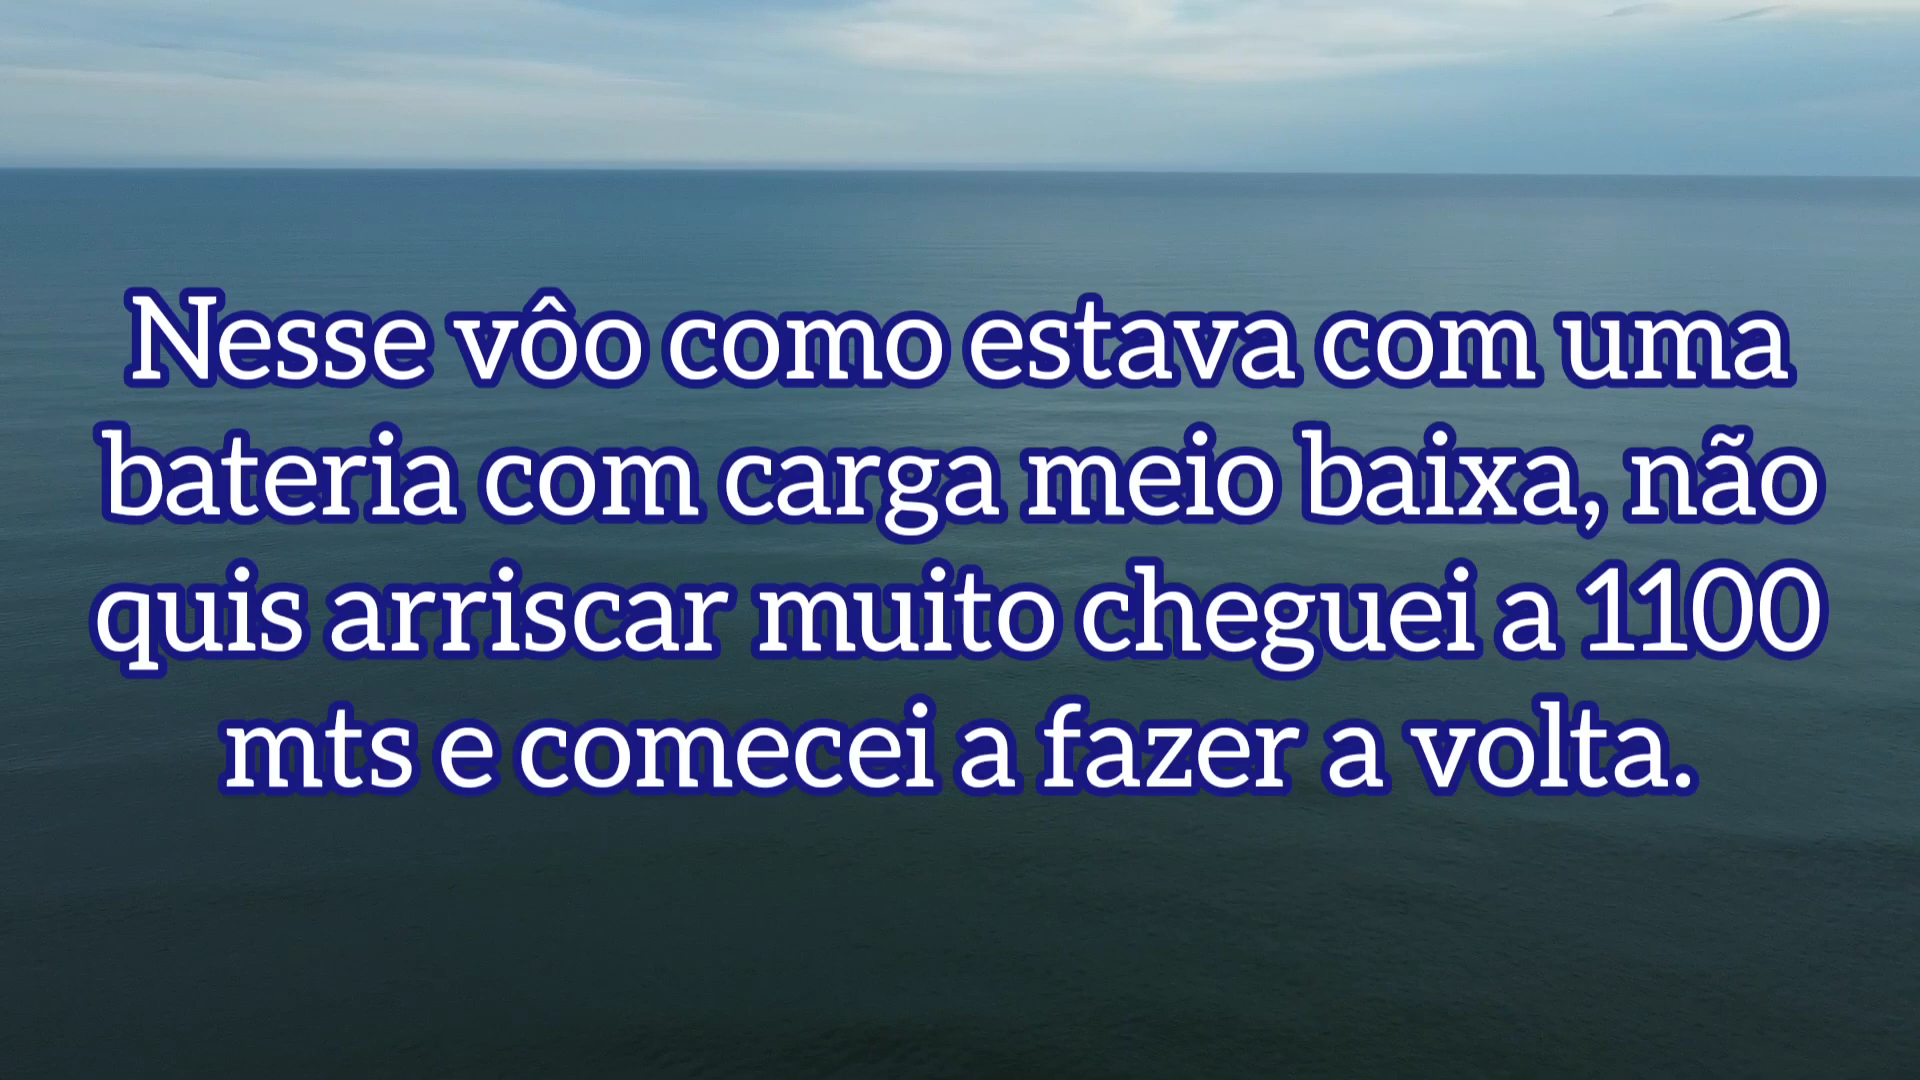 Nesse vôo como estava com uma
bateria com carga meio baixa, não
quis arriscar muito cheguei a 1100
mts e comecei a fazer a volta.